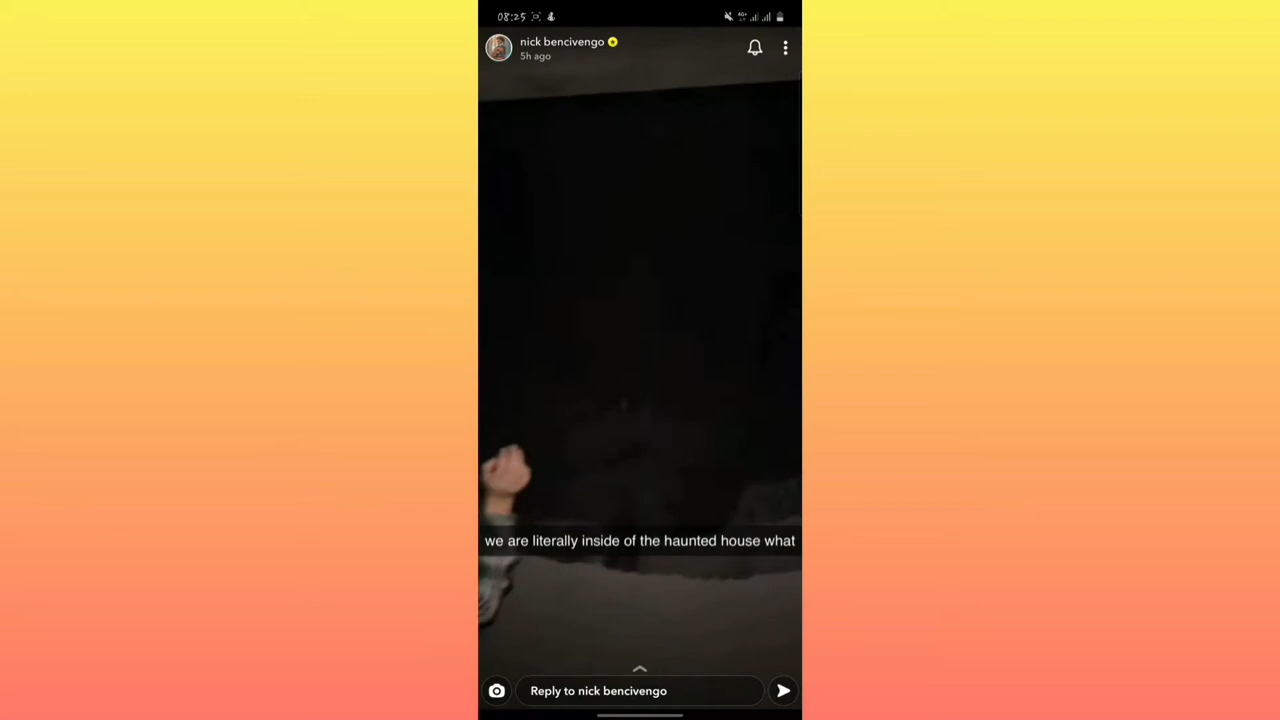 08:25
4G+
nick bencivengo
5h ago
we are literally inside of the haunted house what
Reply to nick bencivengo